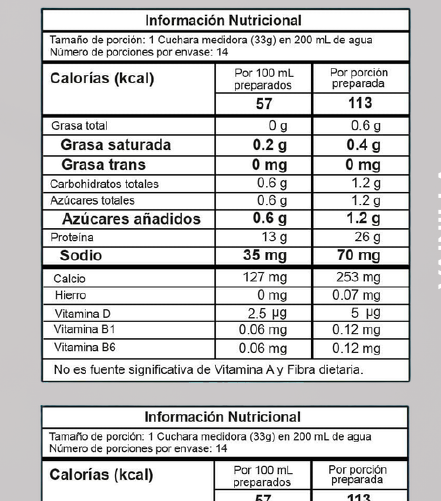 Información Nutricional
Tamaño de porción: 1 Cuchara medidora (33g) en 200 mL de agua
Número de porciones por envase: 14
Calorías (kcal) Por 100 mL preparados Por porción preparada
57 113
Grasa total 0 g 0.6 g
Grasa saturada 0.2 g 0.4 g
Grasa trans 0 mg 0 mg
Carbohidratos totales 0.6 g 1.2 g
Azúcares totales 0.6 g 1.2 g
Azúcares añadidos 0.6 g 1.2 g
Proteína 13 g 26 g
Sodio 35 mg 70 mg
Calcio 127 mg 253 mg
Hierro 0 mg 0.07 mg
Vitamina D 2.5 µg 5 µg
Vitamina B1 0.06 mg 0.12 mg
Vitamina B6 0.06 mg 0.12 mg
No es fuente significativa de Vitamina A y Fibra dietaria.
Información Nutricional
Tamaño de porción: 1 Cuchara medidora (33g) en 200 mL de agua
Número de porciones por envase: 14
Calorías (kcal) Por 100 mL preparados Por porción preparada
57 113